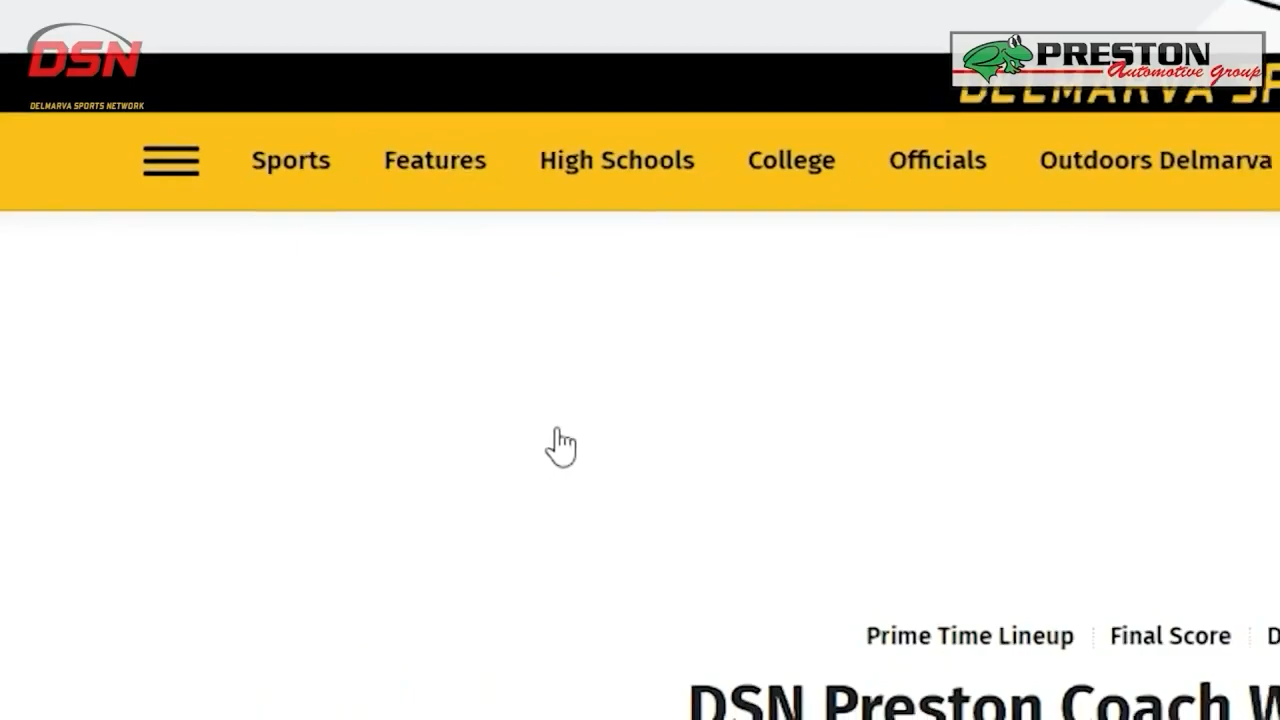 DSN
DELMARVA SPORTS NETWORK
PRESTON
Automotive Group
DELMARVA
Sports Features High Schools College Officials Outdoors Delmarva
Prime Time Lineup Final Score D
DSN Preston Coach W